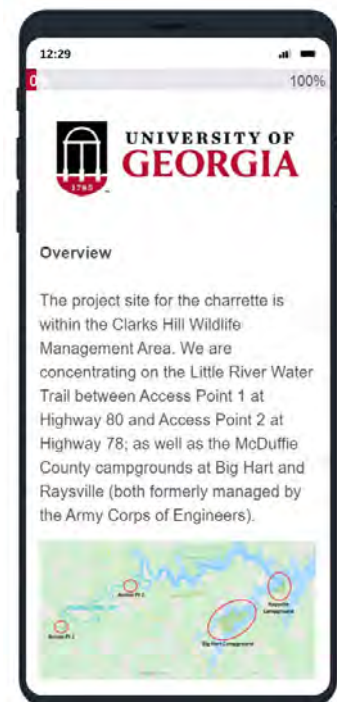 12:29
0
100%
UNIVERSITY OF
GEORGIA
1785
Overview
The project site for the charrette is
within the Clarks Hill Wildlife
Management Area. We are
concentrating on the Little River Water
Trail between Access Point 1 at
Highway 80 and Access Point 2 at
Highway 78; as well as the McDuffie
County campgrounds at Big Hart and
Raysville (both formerly managed by
the Army Corps of Engineers).
Raysville
Campground
Big Hart Campground